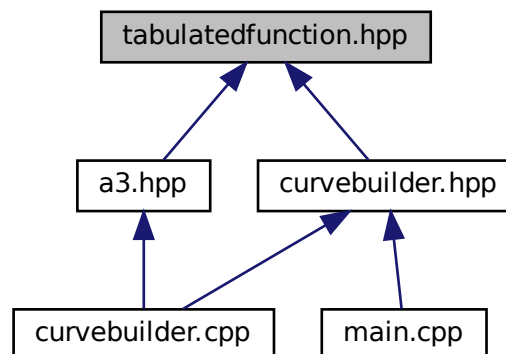 tabulatedfunction.hpp
a3.hpp
curvebuilder.hpp
curvebuilder.cpp
main.cpp